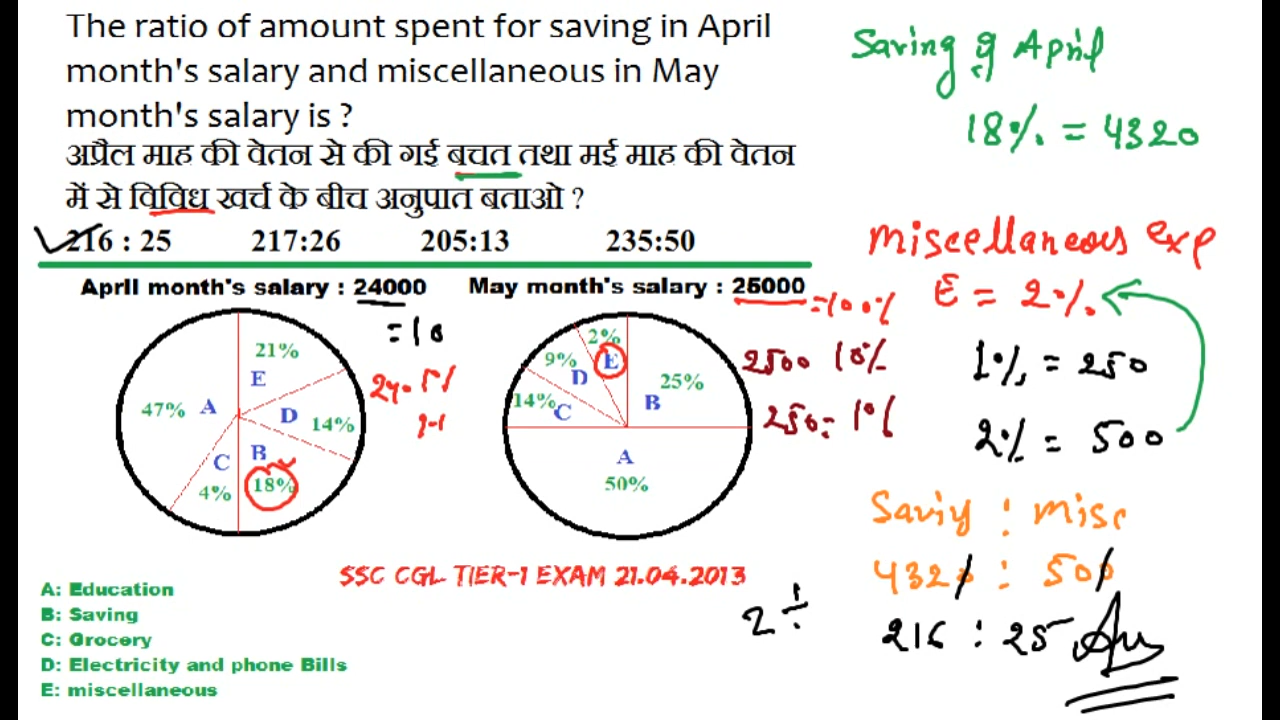 The ratio of amount spent for saving in April
month's salary and miscellaneous in May
month's salary is ?
अप्रैल माह की वेतन से की गई बचत तथा मई माह की वेतन
में से विविध खर्च के बीच अनुपात बताओ ?
216 : 25 217:26 205:13 235:50
April month's salary : 24000
= 10
21%
E
47% A
D 14%
C B
4% 18%
May month's salary : 25000
=100%
2%
9% E
D
14% C
25%
B
A
50%
2500 10%
250= 1%
A: Education
B: Saving
C: Grocery
D: Electricity and phone Bills
E: miscellaneous
SSC CGL TIER-1 EXAM 21.04.2013
Saving of April
18% = 4320
Miscellaneous exp
E = 2%
1% = 250
2% = 500
Saving : misc
4320 : 500
216 : 25 Ans